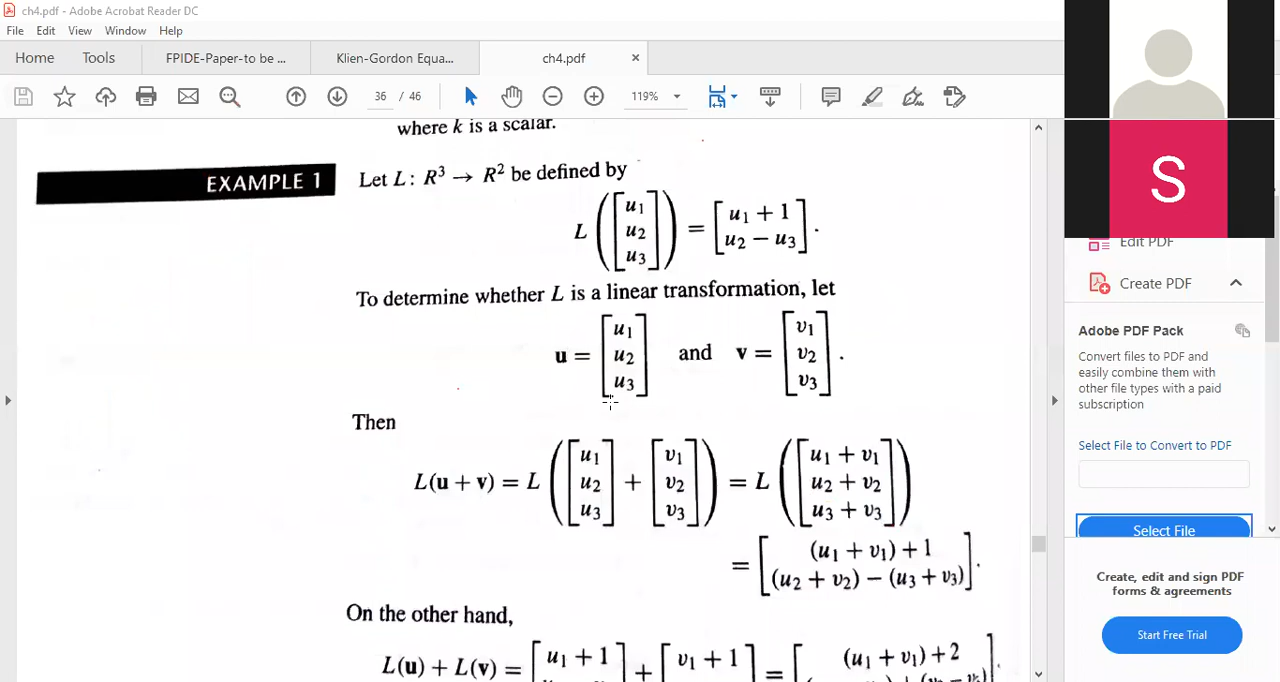 ch4.pdf - Adobe Acrobat Reader DC
File Edit View Window Help
Home Tools FPIDE-Paper-to be ... Klien-Gordon Equa... ch4.pdf ×
36 / 46 119%
where k is a scalar.
EXAMPLE 1
Let L: R³ → R² be defined by
L([u₁ u₂ u₃]) = [u₁ + 1 u₂ − u₃].
To determine whether L is a linear transformation, let
u = [u₁ u₂ u₃] and v = [v₁ v₂ v₃].
Then
L(u + v) = L([u₁ u₂ u₃] + [v₁ v₂ v₃]) = L([u₁ + v₁ u₂ + v₂ u₃ + v₃])
= [(u₁ + v₁) + 1 (u₂ + v₂) − (u₃ + v₃)].
On the other hand,
L(u) + L(v) = [u₁ + 1] + [v₁ + 1] = [(u₁ + v₁) + 2].
S
Edit PDF
Create PDF
Adobe PDF Pack
Convert files to PDF and
easily combine them with
other file types with a paid
subscription
Select File to Convert to PDF
Select File
Create, edit and sign PDF
forms & agreements
Start Free Trial